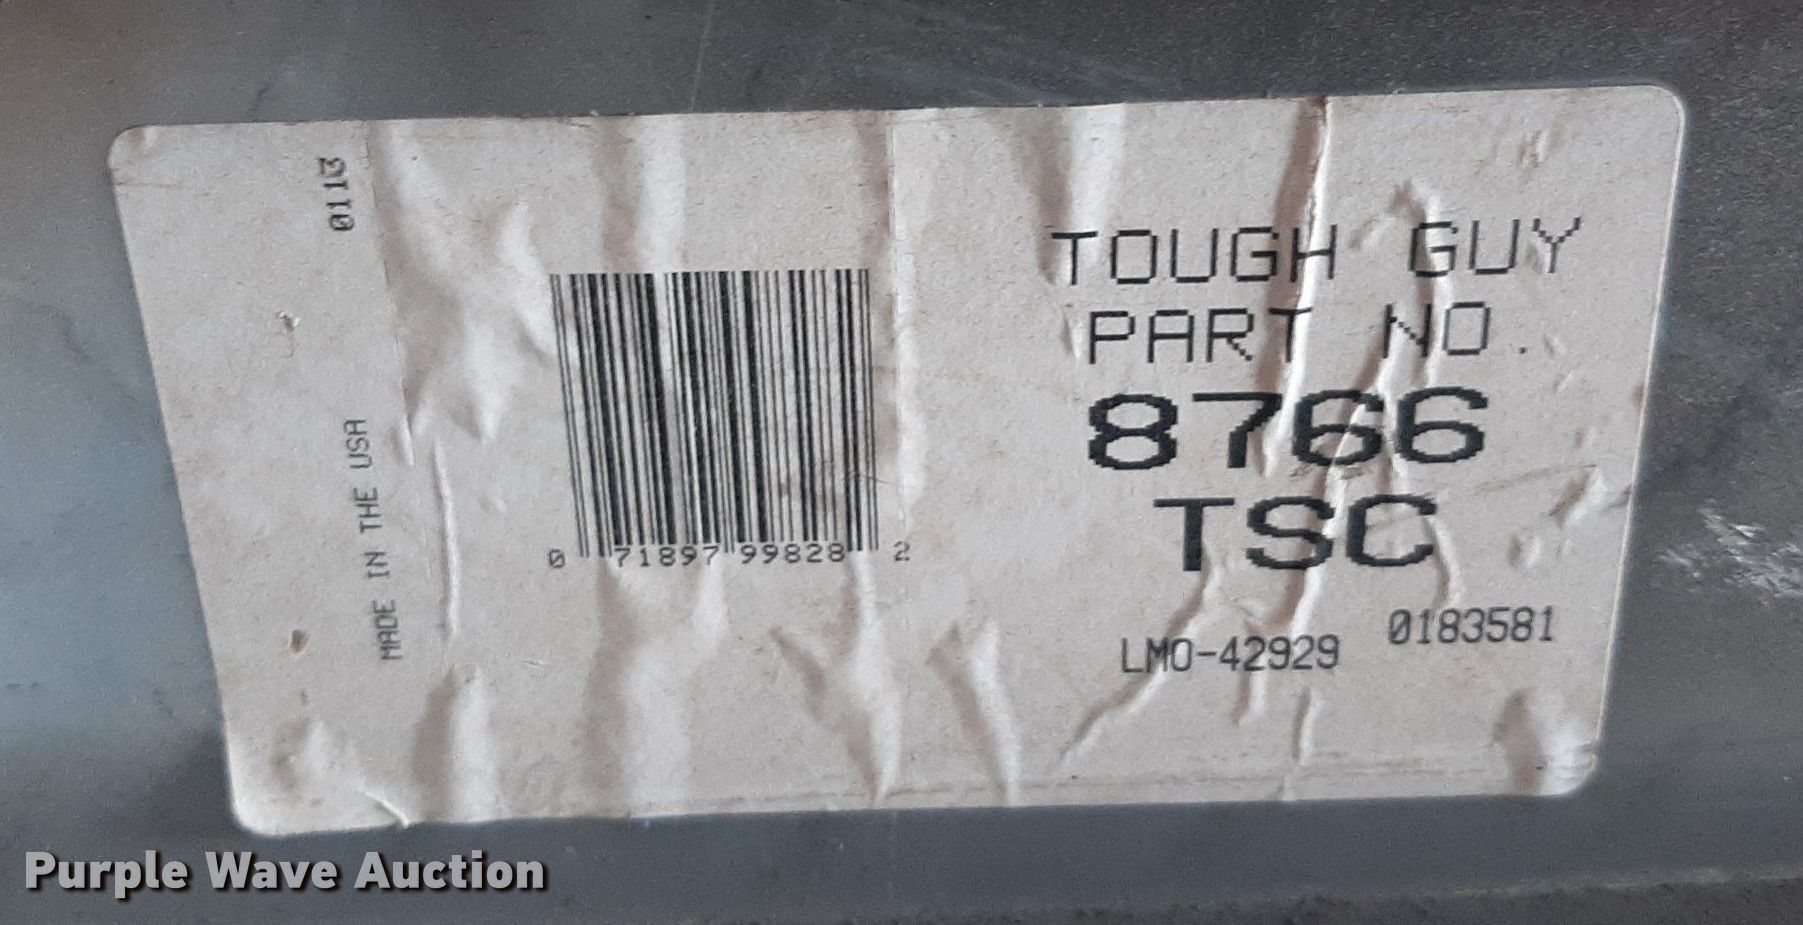 0113
MADE IN THE USA
0 71897 99828 2
TOUGH GUY
PART NO.
8766
TSC
LMO-42929 0183581
Purple Wave Auction